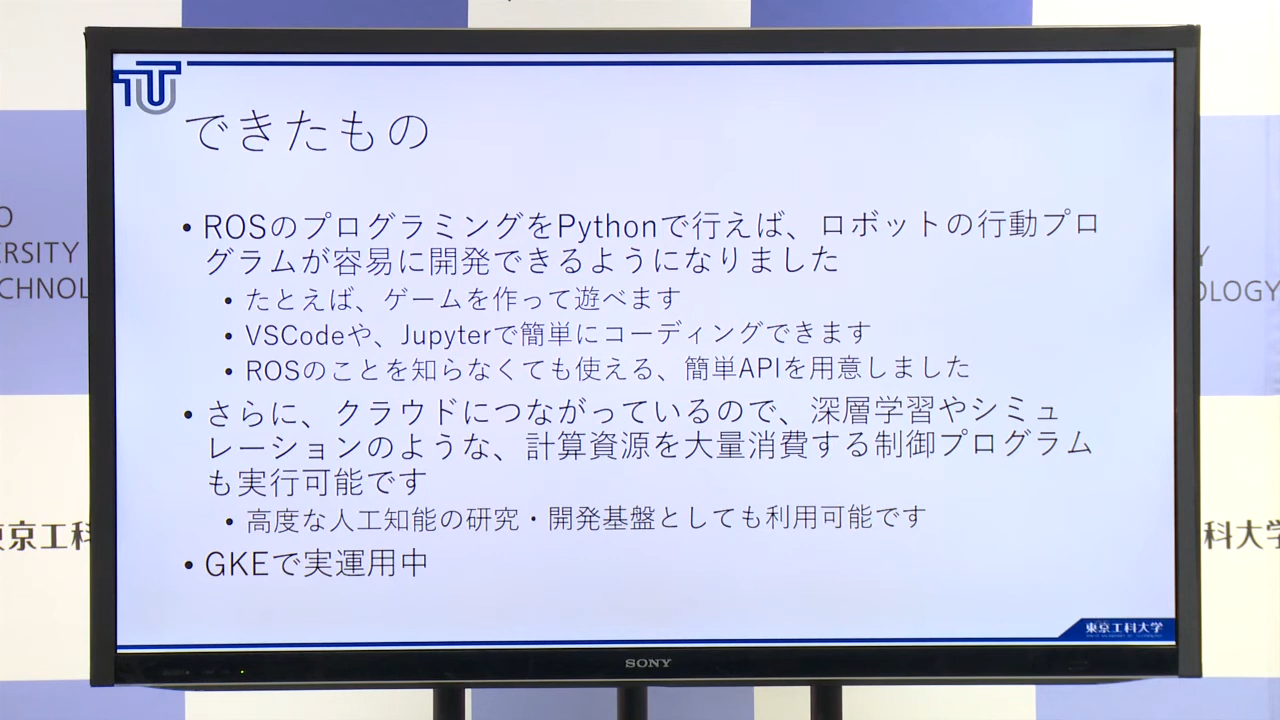 できたもの
• ROSのプログラミングをPythonで行えば、ロボットの行動プロ
グラムが容易に開発できるようになりました
• たとえば、ゲームを作って遊べます
• VSCodeや、Jupyterで簡単にコーディングできます
• ROSのことを知らなくても使える、簡単APIを用意しました
• さらに、クラウドにつながっているので、深層学習やシミュ
レーションのような、計算資源を大量消費する制御プログラム
も実行可能です
• 高度な人工知能の研究・開発基盤としても利用可能です
• GKEで実運用中
東京工科大学
SONY
O
ERSITY
CHNOL
京工科
Y
OLOGY
科大学